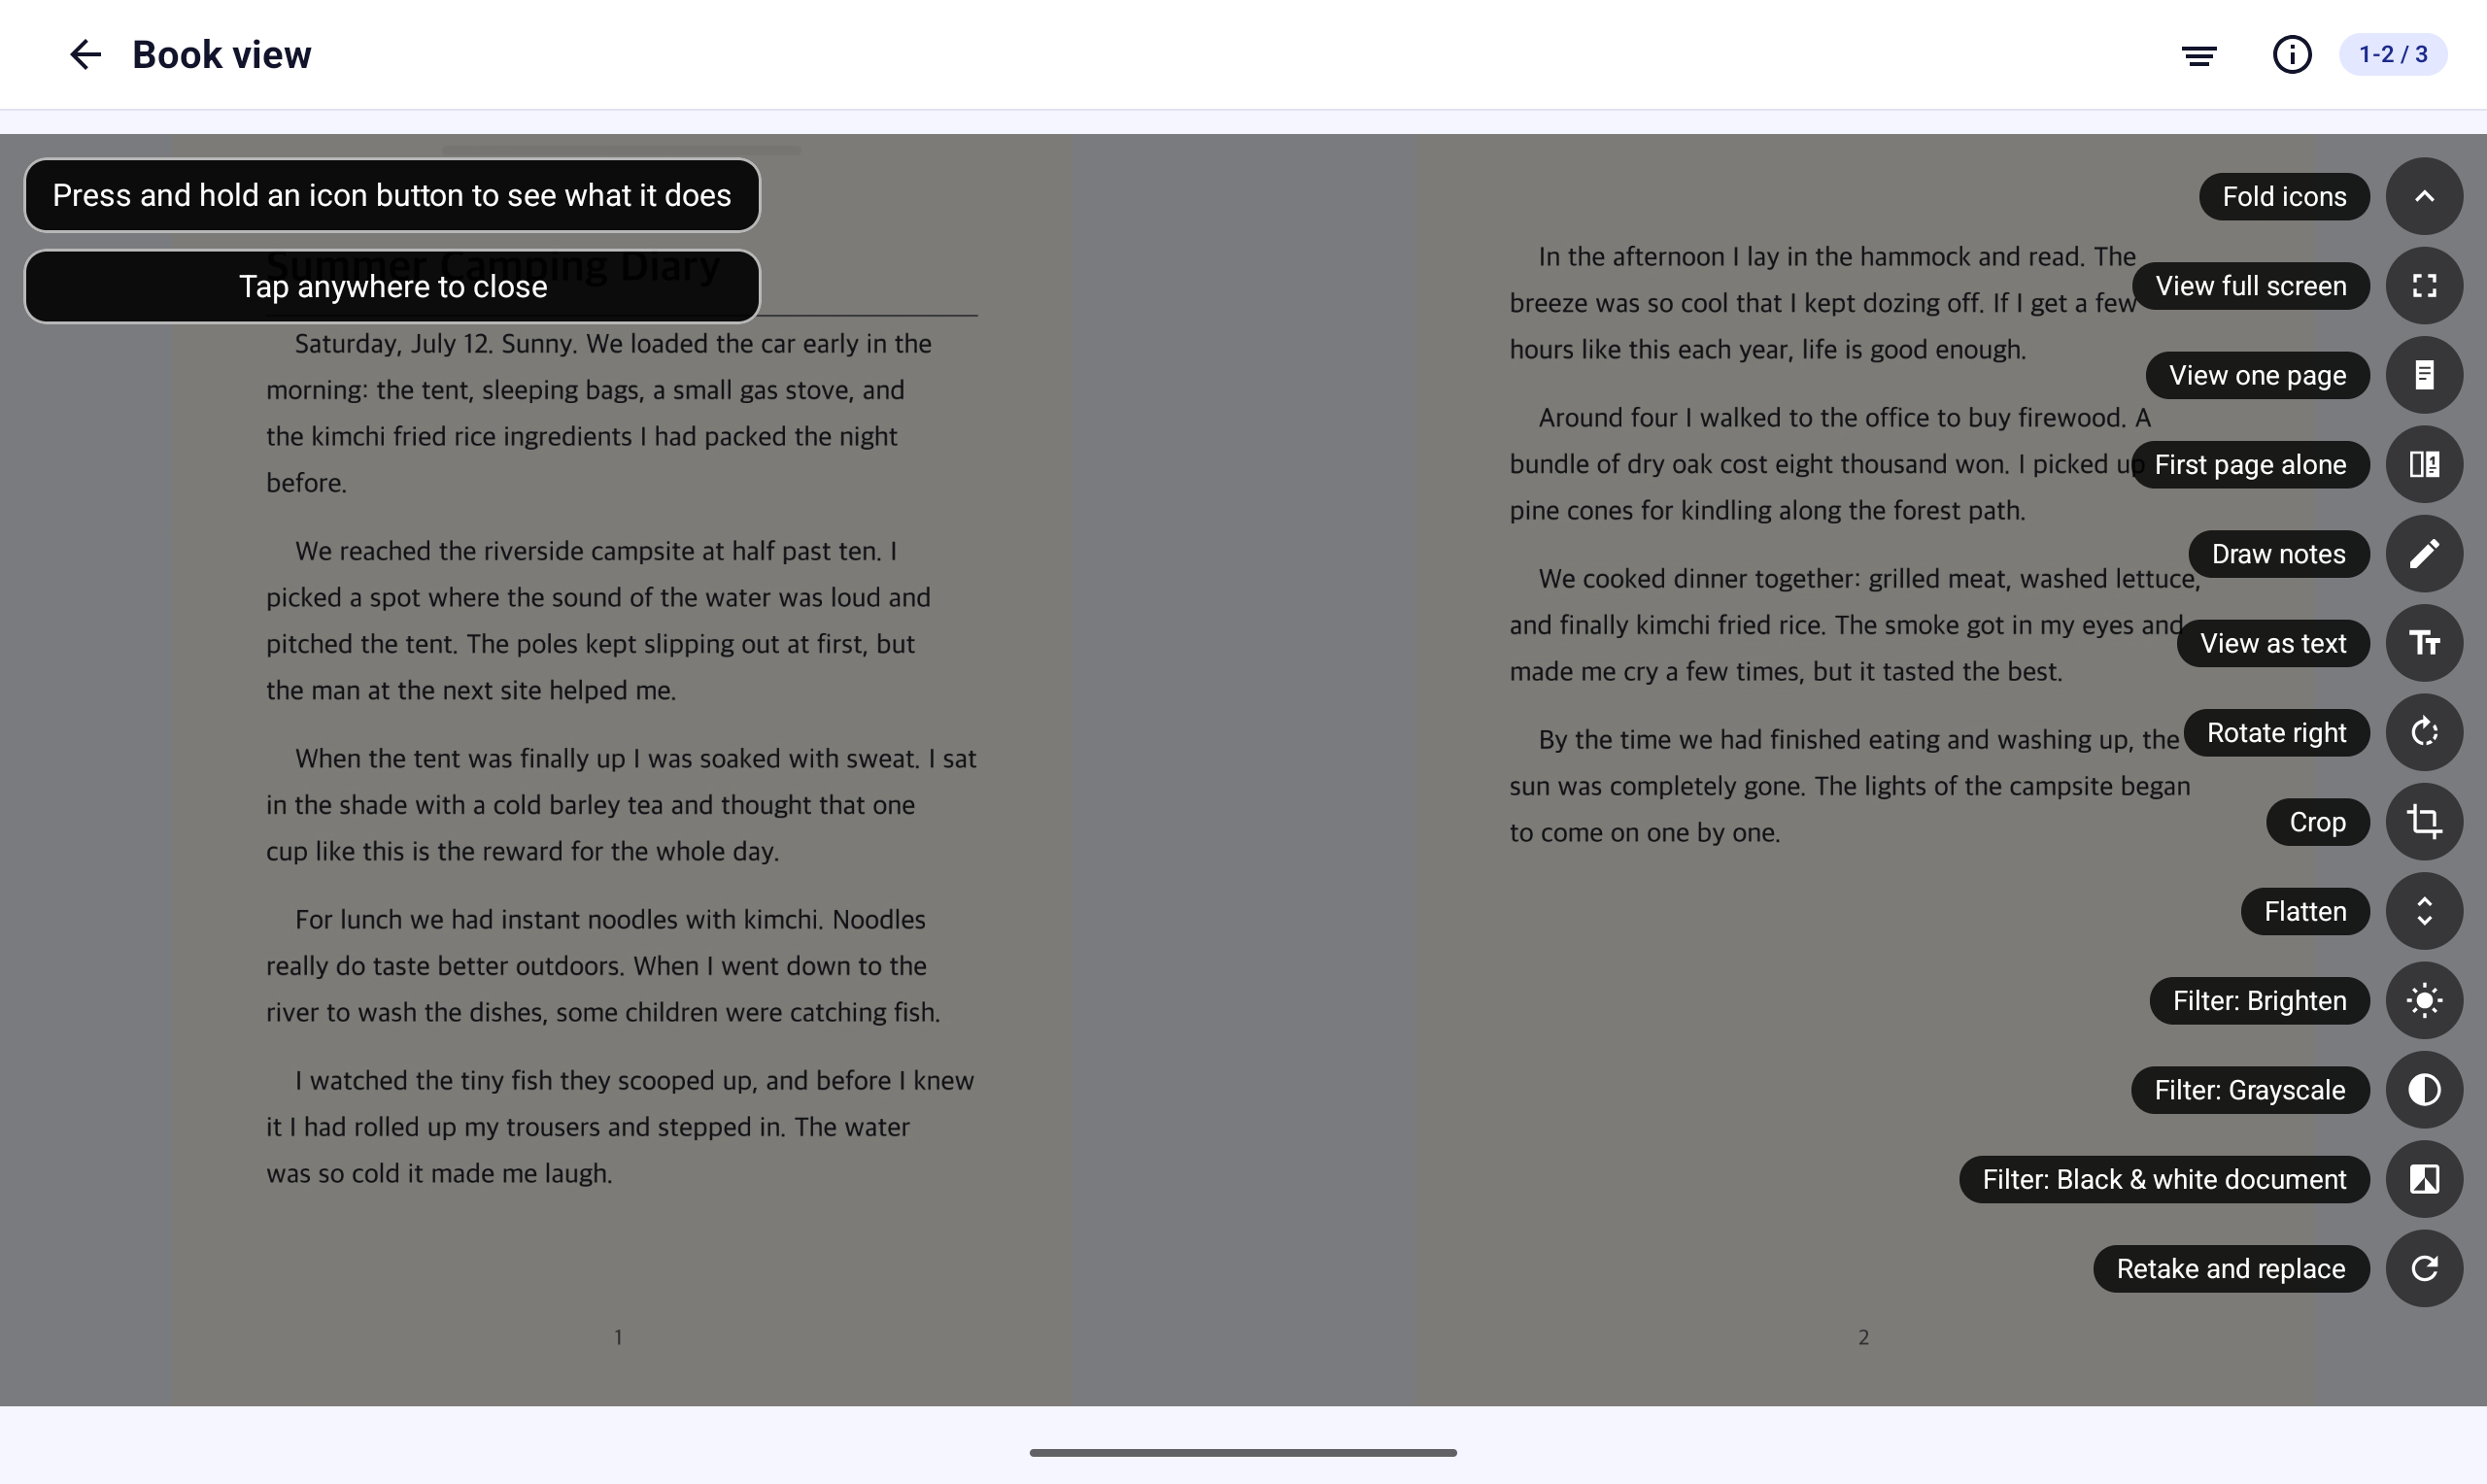 Book view
1-2 / 3
Press and hold an icon button to see what it does
Tap anywhere to close
Summer Camping Diary
Saturday, July 12. Sunny. We loaded the car early in the
morning: the tent, sleeping bags, a small gas stove, and
the kimchi fried rice ingredients I had packed the night
before.
We reached the riverside campsite at half past ten. I
picked a spot where the sound of the water was loud and
pitched the tent. The poles kept slipping out at first, but
the man at the next site helped me.
When the tent was finally up I was soaked with sweat. I sat
in the shade with a cold barley tea and thought that one
cup like this is the reward for the whole day.
For lunch we had instant noodles with kimchi. Noodles
really do taste better outdoors. When I went down to the
river to wash the dishes, some children were catching fish.
I watched the tiny fish they scooped up, and before I knew
it I had rolled up my trousers and stepped in. The water
was so cold it made me laugh.
1
In the afternoon I lay in the hammock and read. The
breeze was so cool that I kept dozing off. If I get a few
hours like this each year, life is good enough.
Around four I walked to the office to buy firewood. A
bundle of dry oak cost eight thousand won. I picked up
pine cones for kindling along the forest path.
We cooked dinner together: grilled meat, washed lettuce,
and finally kimchi fried rice. The smoke got in my eyes and
made me cry a few times, but it tasted the best.
By the time we had finished eating and washing up, the
sun was completely gone. The lights of the campsite began
to come on one by one.
2
Fold icons
View full screen
View one page
First page alone
Draw notes
View as text
Rotate right
Crop
Flatten
Filter: Brighten
Filter: Grayscale
Filter: Black & white document
Retake and replace